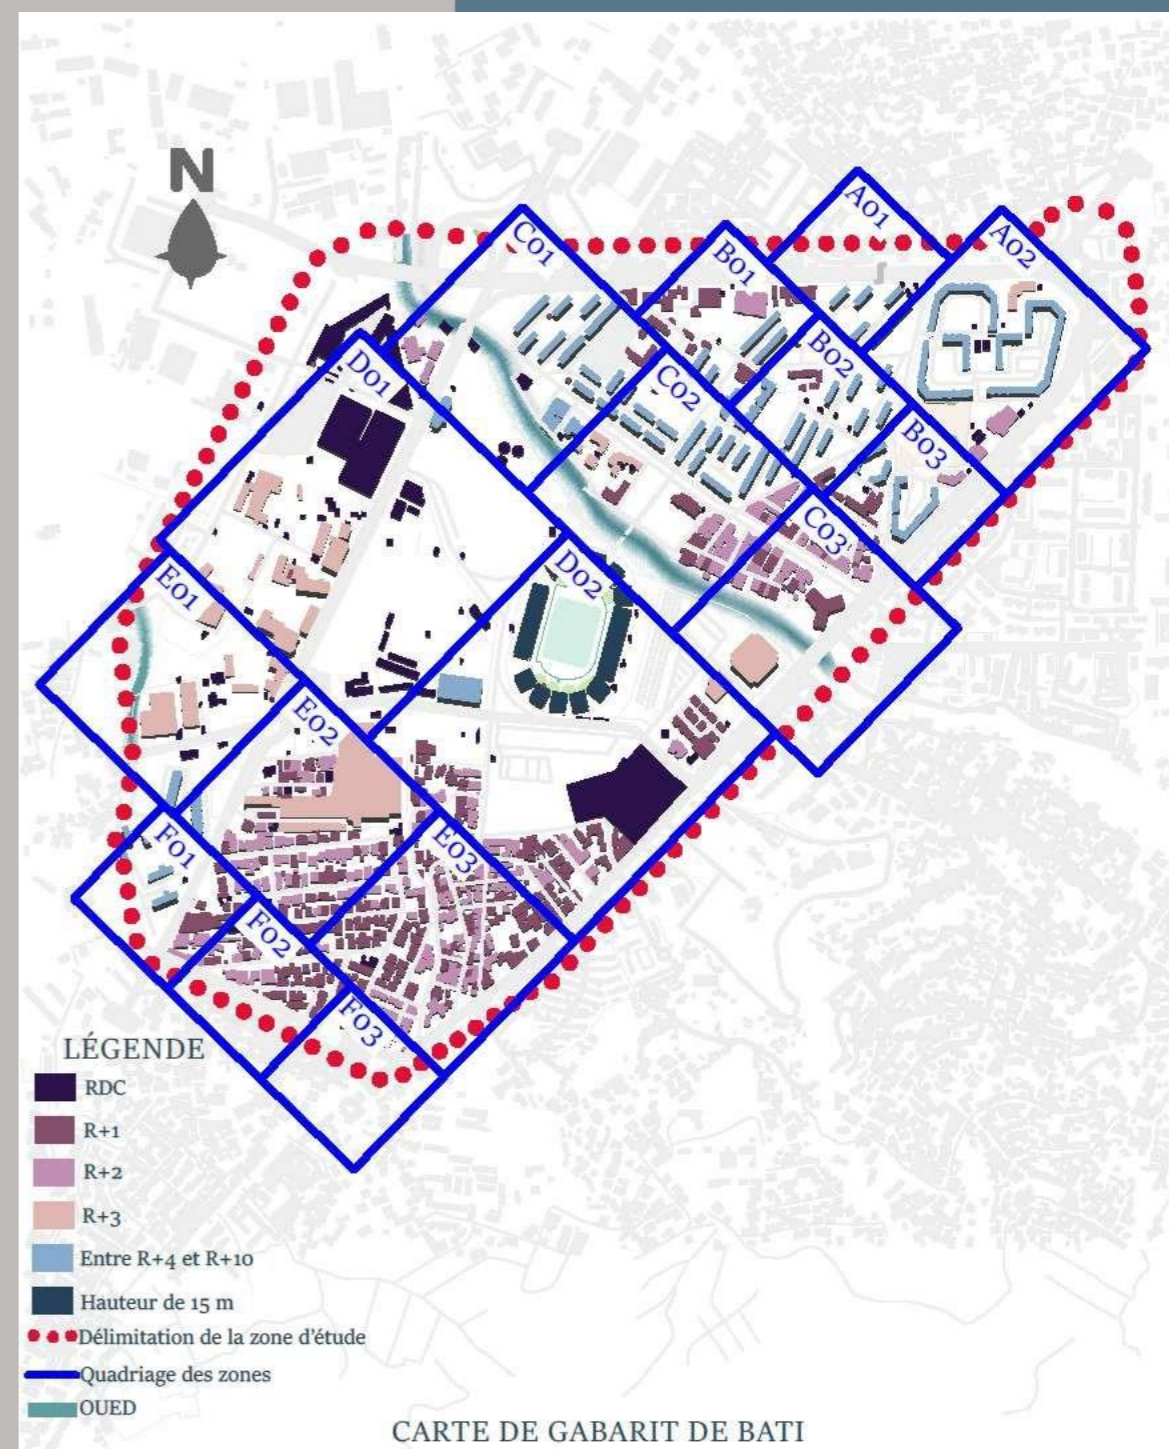 N
A01
A02
C01
B01
B02
D01
C02
B03
C03
D02
E01
E02
E03
F01
F02
F03
LÉGENDE
RDC
R+1
R+2
R+3
Entre R+4 et R+10
Hauteur de 15 m
Délimitation de la zone d'étude
Quadriage des zones
OUED
CARTE DE GABARIT DE BATI